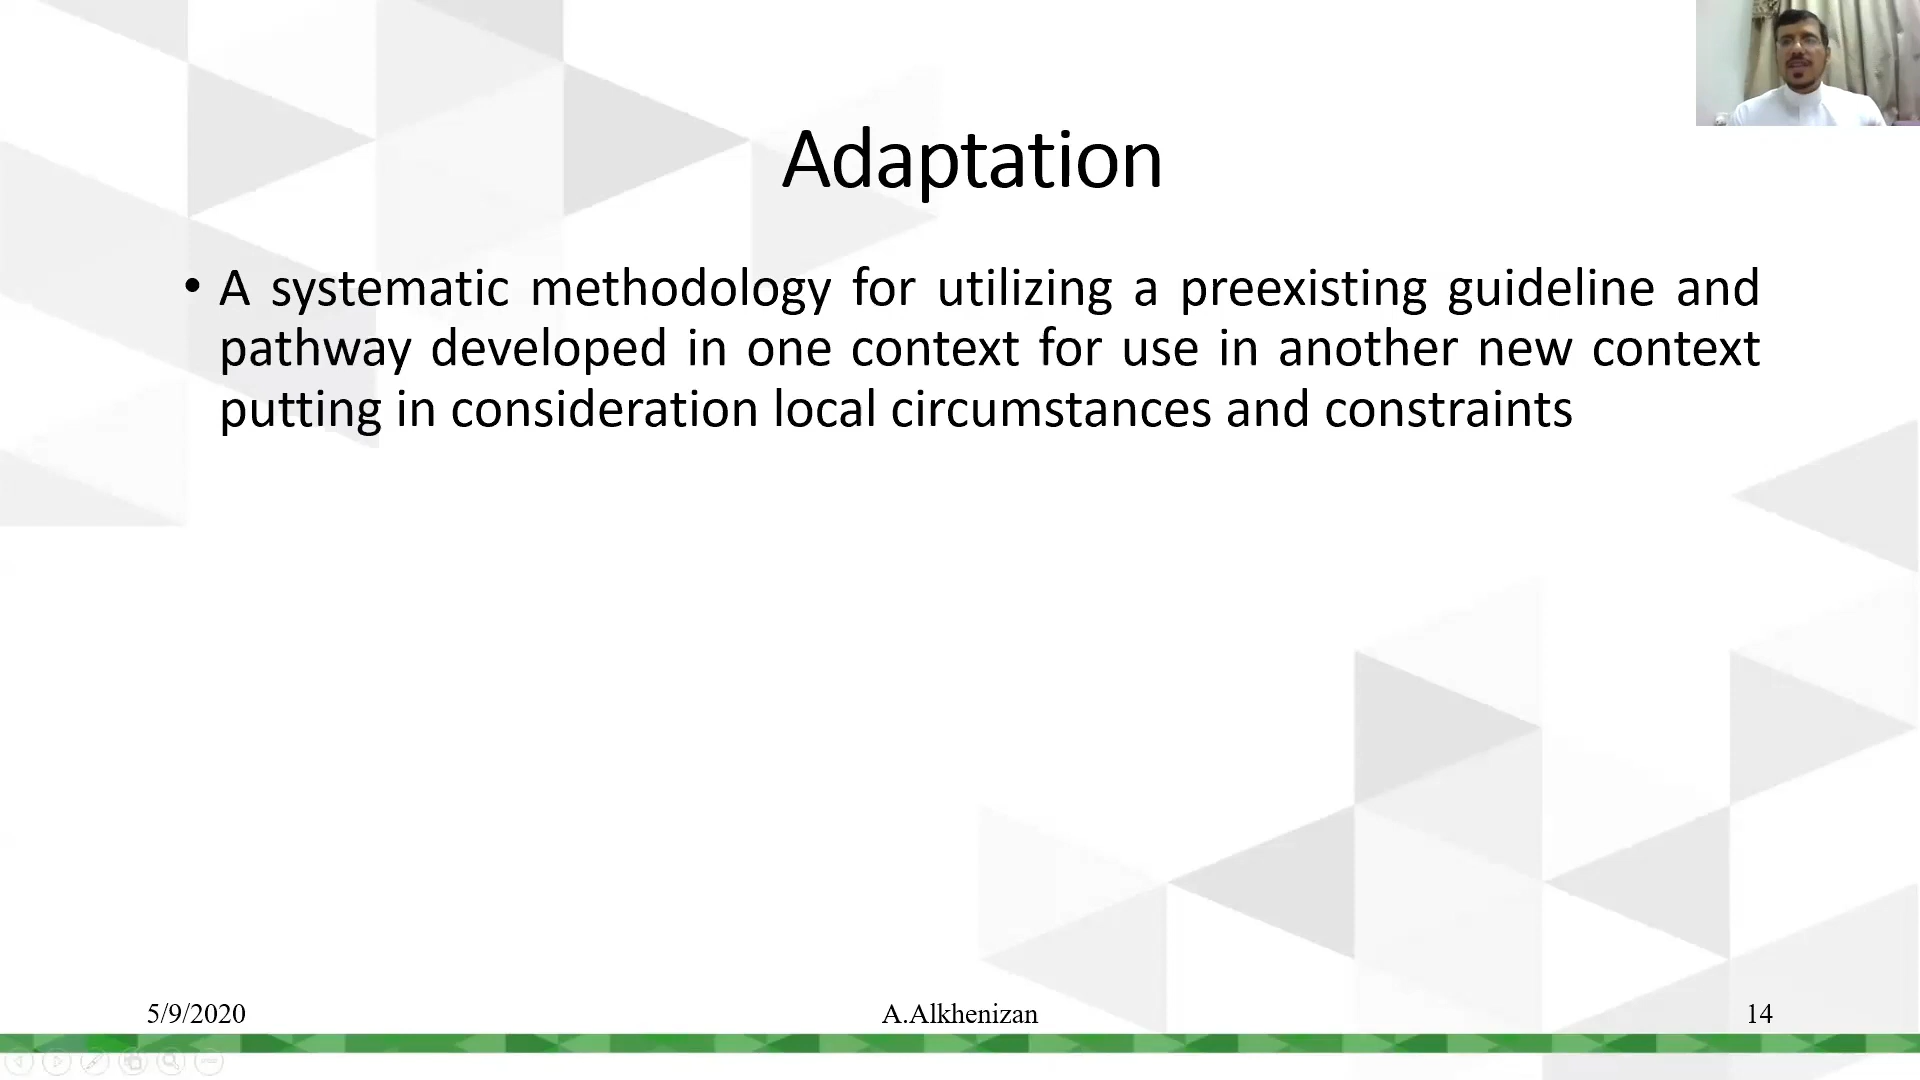 Adaptation
• A systematic methodology for utilizing a preexisting guideline and
pathway developed in one context for use in another new context
putting in consideration local circumstances and constraints
5/9/2020
A.Alkhenizan
14